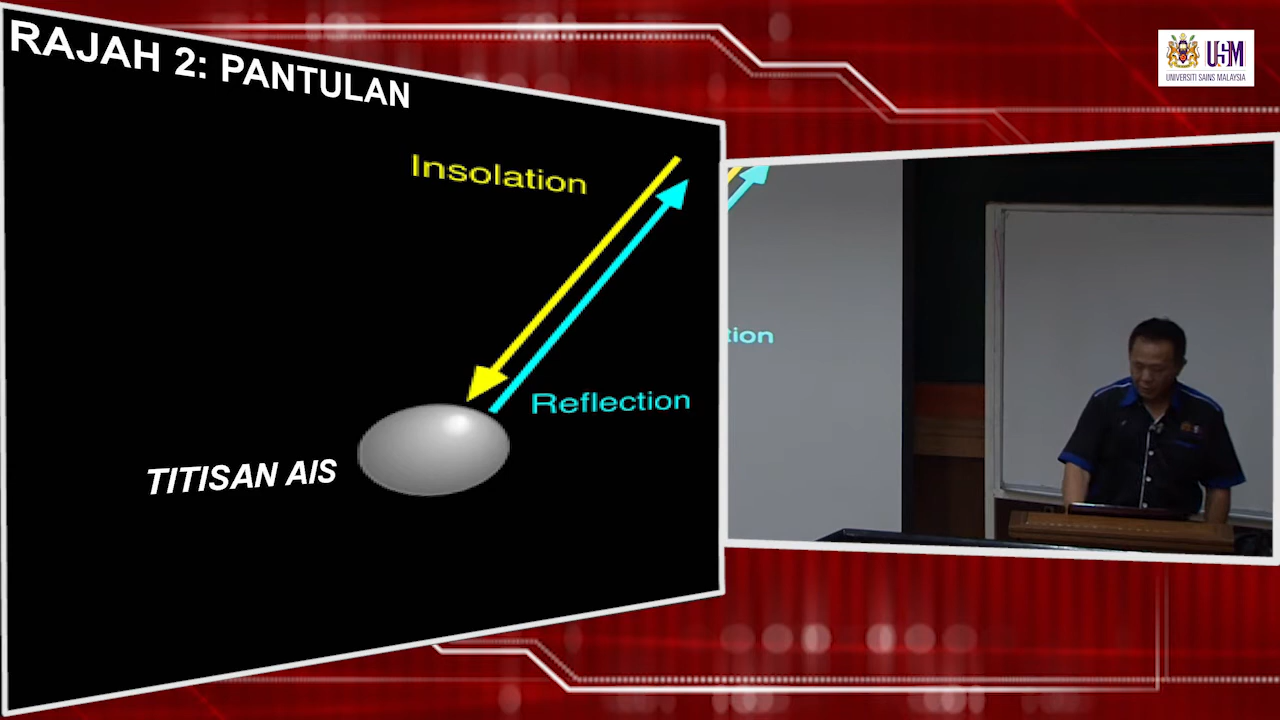 RAJAH 2: PANTULAN
Insolation
Reflection
TITISAN AIS
tion
USM
UNIVERSITI SAINS MALAYSIA